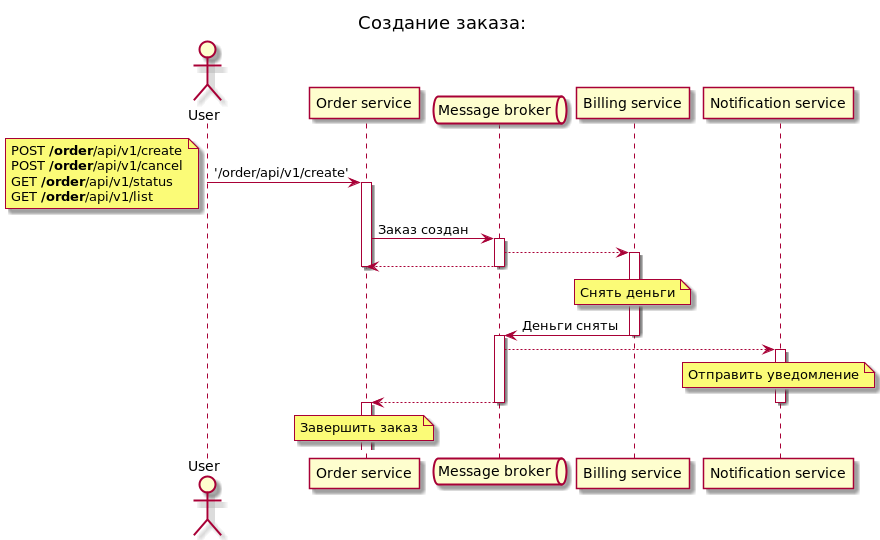 Создание заказа:
User
Order service
Message broker
Billing service
Notification service
POST /order/api/v1/create
POST /order/api/v1/cancel
GET /order/api/v1/status
GET /order/api/v1/list
'/order/api/v1/create'
Заказ создан
Снять деньги
Деньги сняты
Отправить уведомление
Завершить заказ
User
Order service
Message broker
Billing service
Notification service